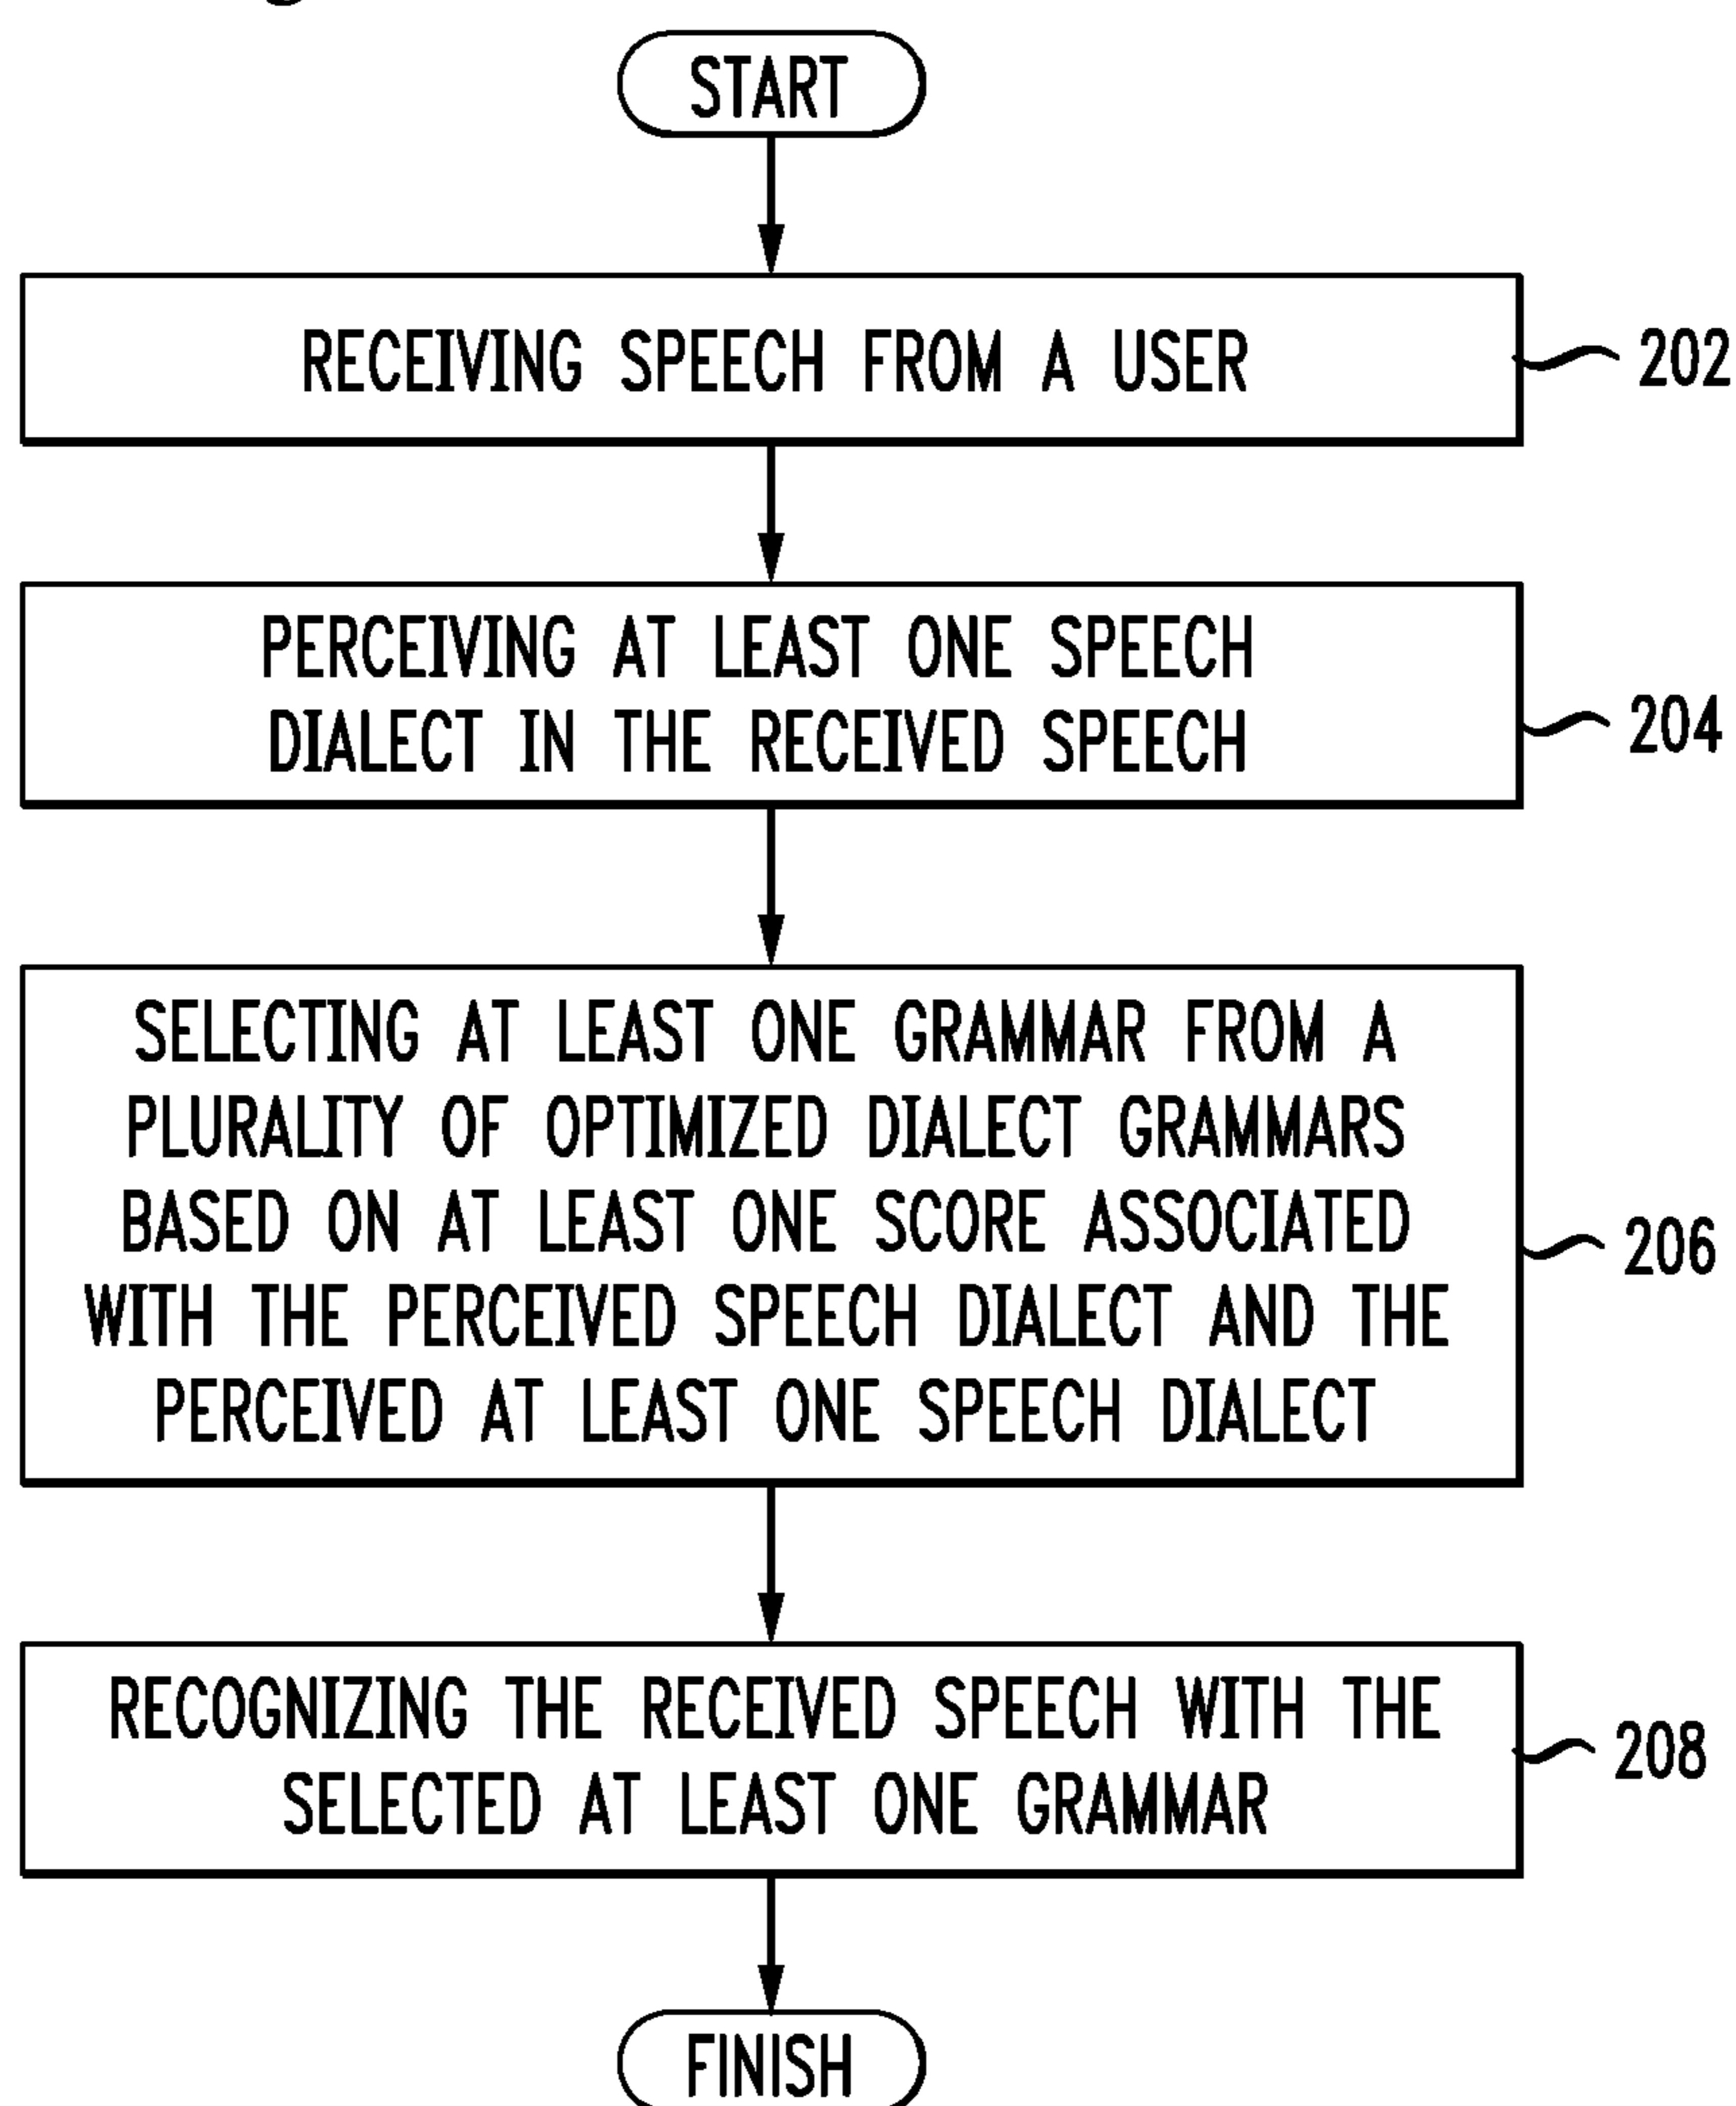 START
RECEIVING SPEECH FROM A USER
202
PERCEIVING AT LEAST ONE SPEECH
DIALECT IN THE RECEIVED SPEECH
204
SELECTING AT LEAST ONE GRAMMAR FROM A
PLURALITY OF OPTIMIZED DIALECT GRAMMARS
BASED ON AT LEAST ONE SCORE ASSOCIATED
WITH THE PERCEIVED SPEECH DIALECT AND THE
PERCEIVED AT LEAST ONE SPEECH DIALECT
206
RECOGNIZING THE RECEIVED SPEECH WITH THE
SELECTED AT LEAST ONE GRAMMAR
208
FINISH